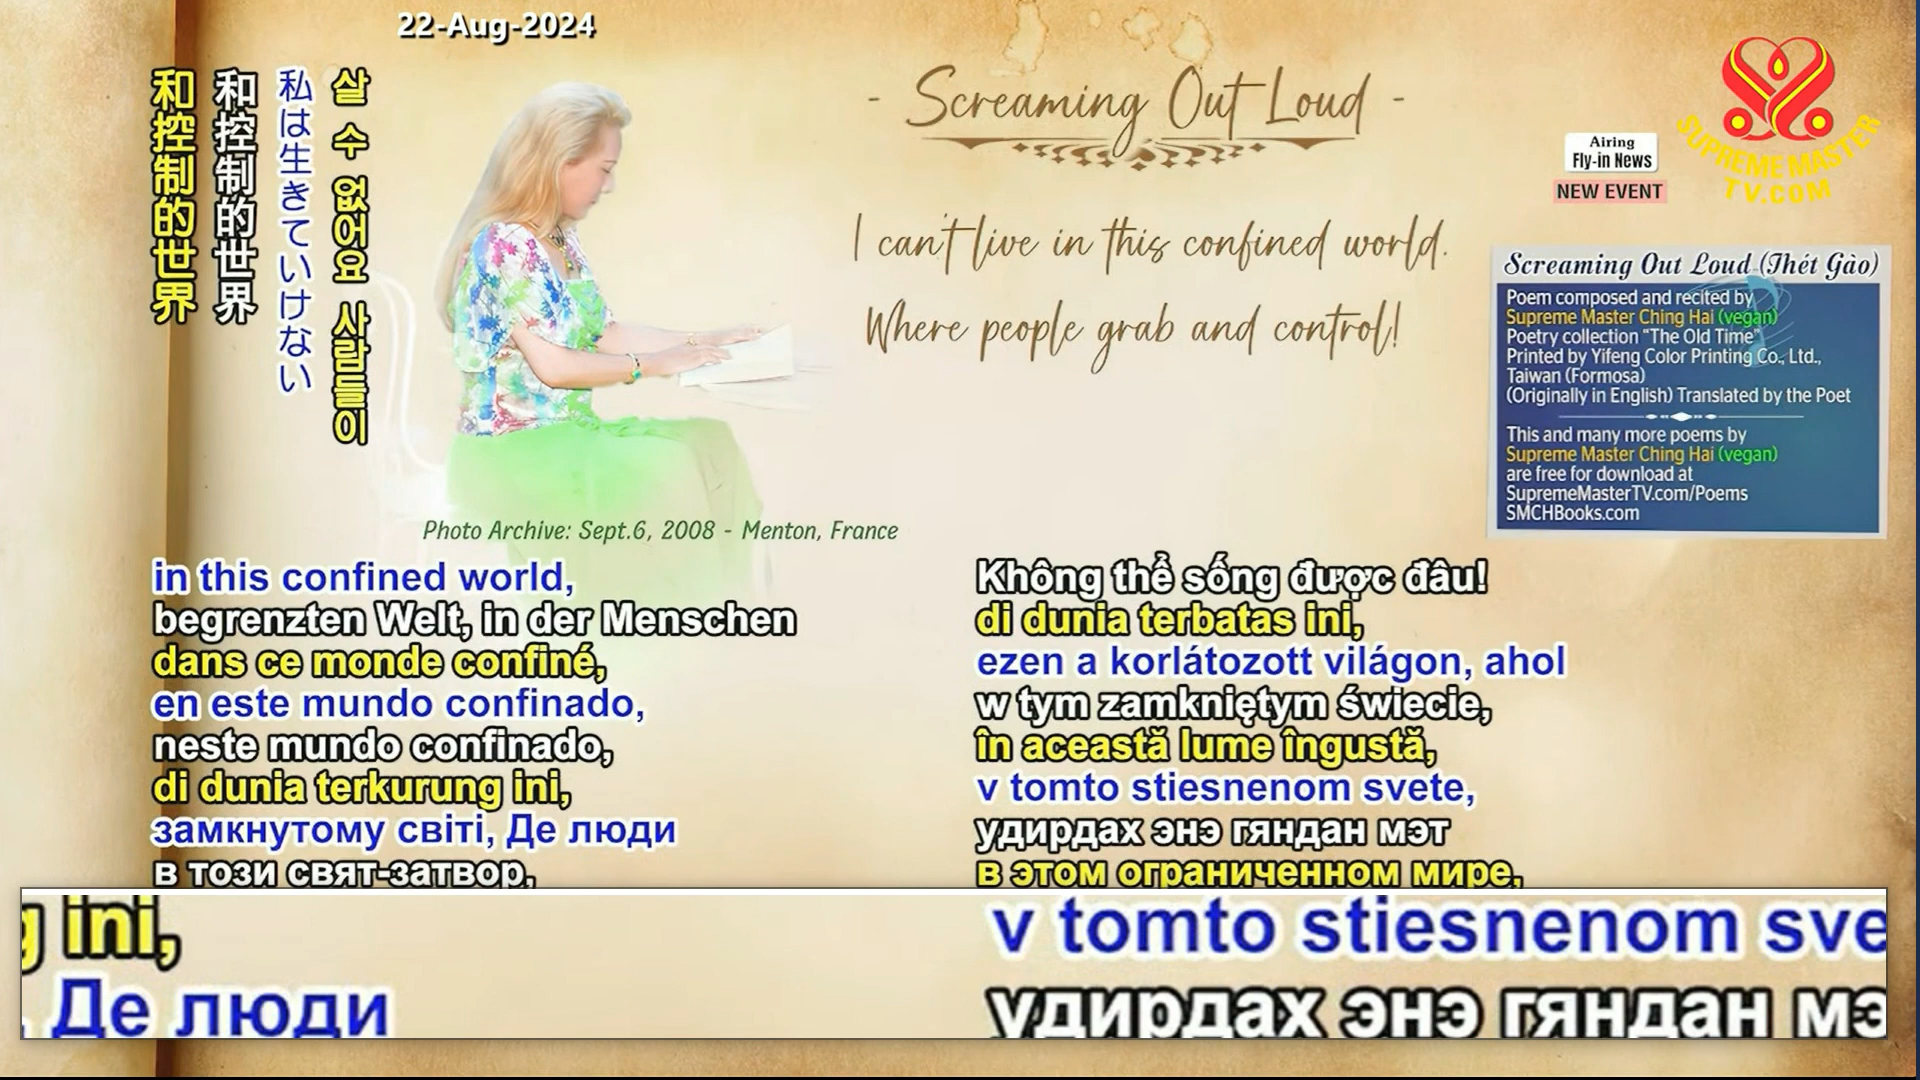 22-Aug-2024
和控制的世界
和控制的世界
私は生きていけない
살 수 없어요 사람들이
- Screaming Out Loud -
I can't live in this confined world.
Where people grab and control!
Airing
Fly-in News
NEW EVENT
SUPREME MASTER
TV.COM
Screaming Out Loud (Thét Gào)
Poem composed and recited by
Supreme Master Ching Hai (vegan)
Poetry collection "The Old Time"
Printed by Yifeng Color Printing Co., Ltd.,
Taiwan (Formosa)
(Originally in English) Translated by the Poet
This and many more poems by
Supreme Master Ching Hai (vegan)
are free for download at
SupremeMasterTV.com/Poems
SMCHBooks.com
Photo Archive: Sept.6, 2008 - Menton, France
in this confined world,
begrenzten Welt, in der Menschen
dans ce monde confiné,
en este mundo confinado,
neste mundo confinado,
di dunia terkurung ini,
замкнутому світі, Де люди
в този свят-затвор,
Không thể sống được đâu!
di dunia terbatas ini,
ezen a korlátozott világon, ahol
w tym zamkniętym świecie,
în această lume îngustă,
v tomto stiesnenom svete,
удирдах энэ гяндан мэт
в этом ограниченном мире,
g ini,
, Де люди
v tomto stiesnenom sve
удирдах энэ гяндан мэ